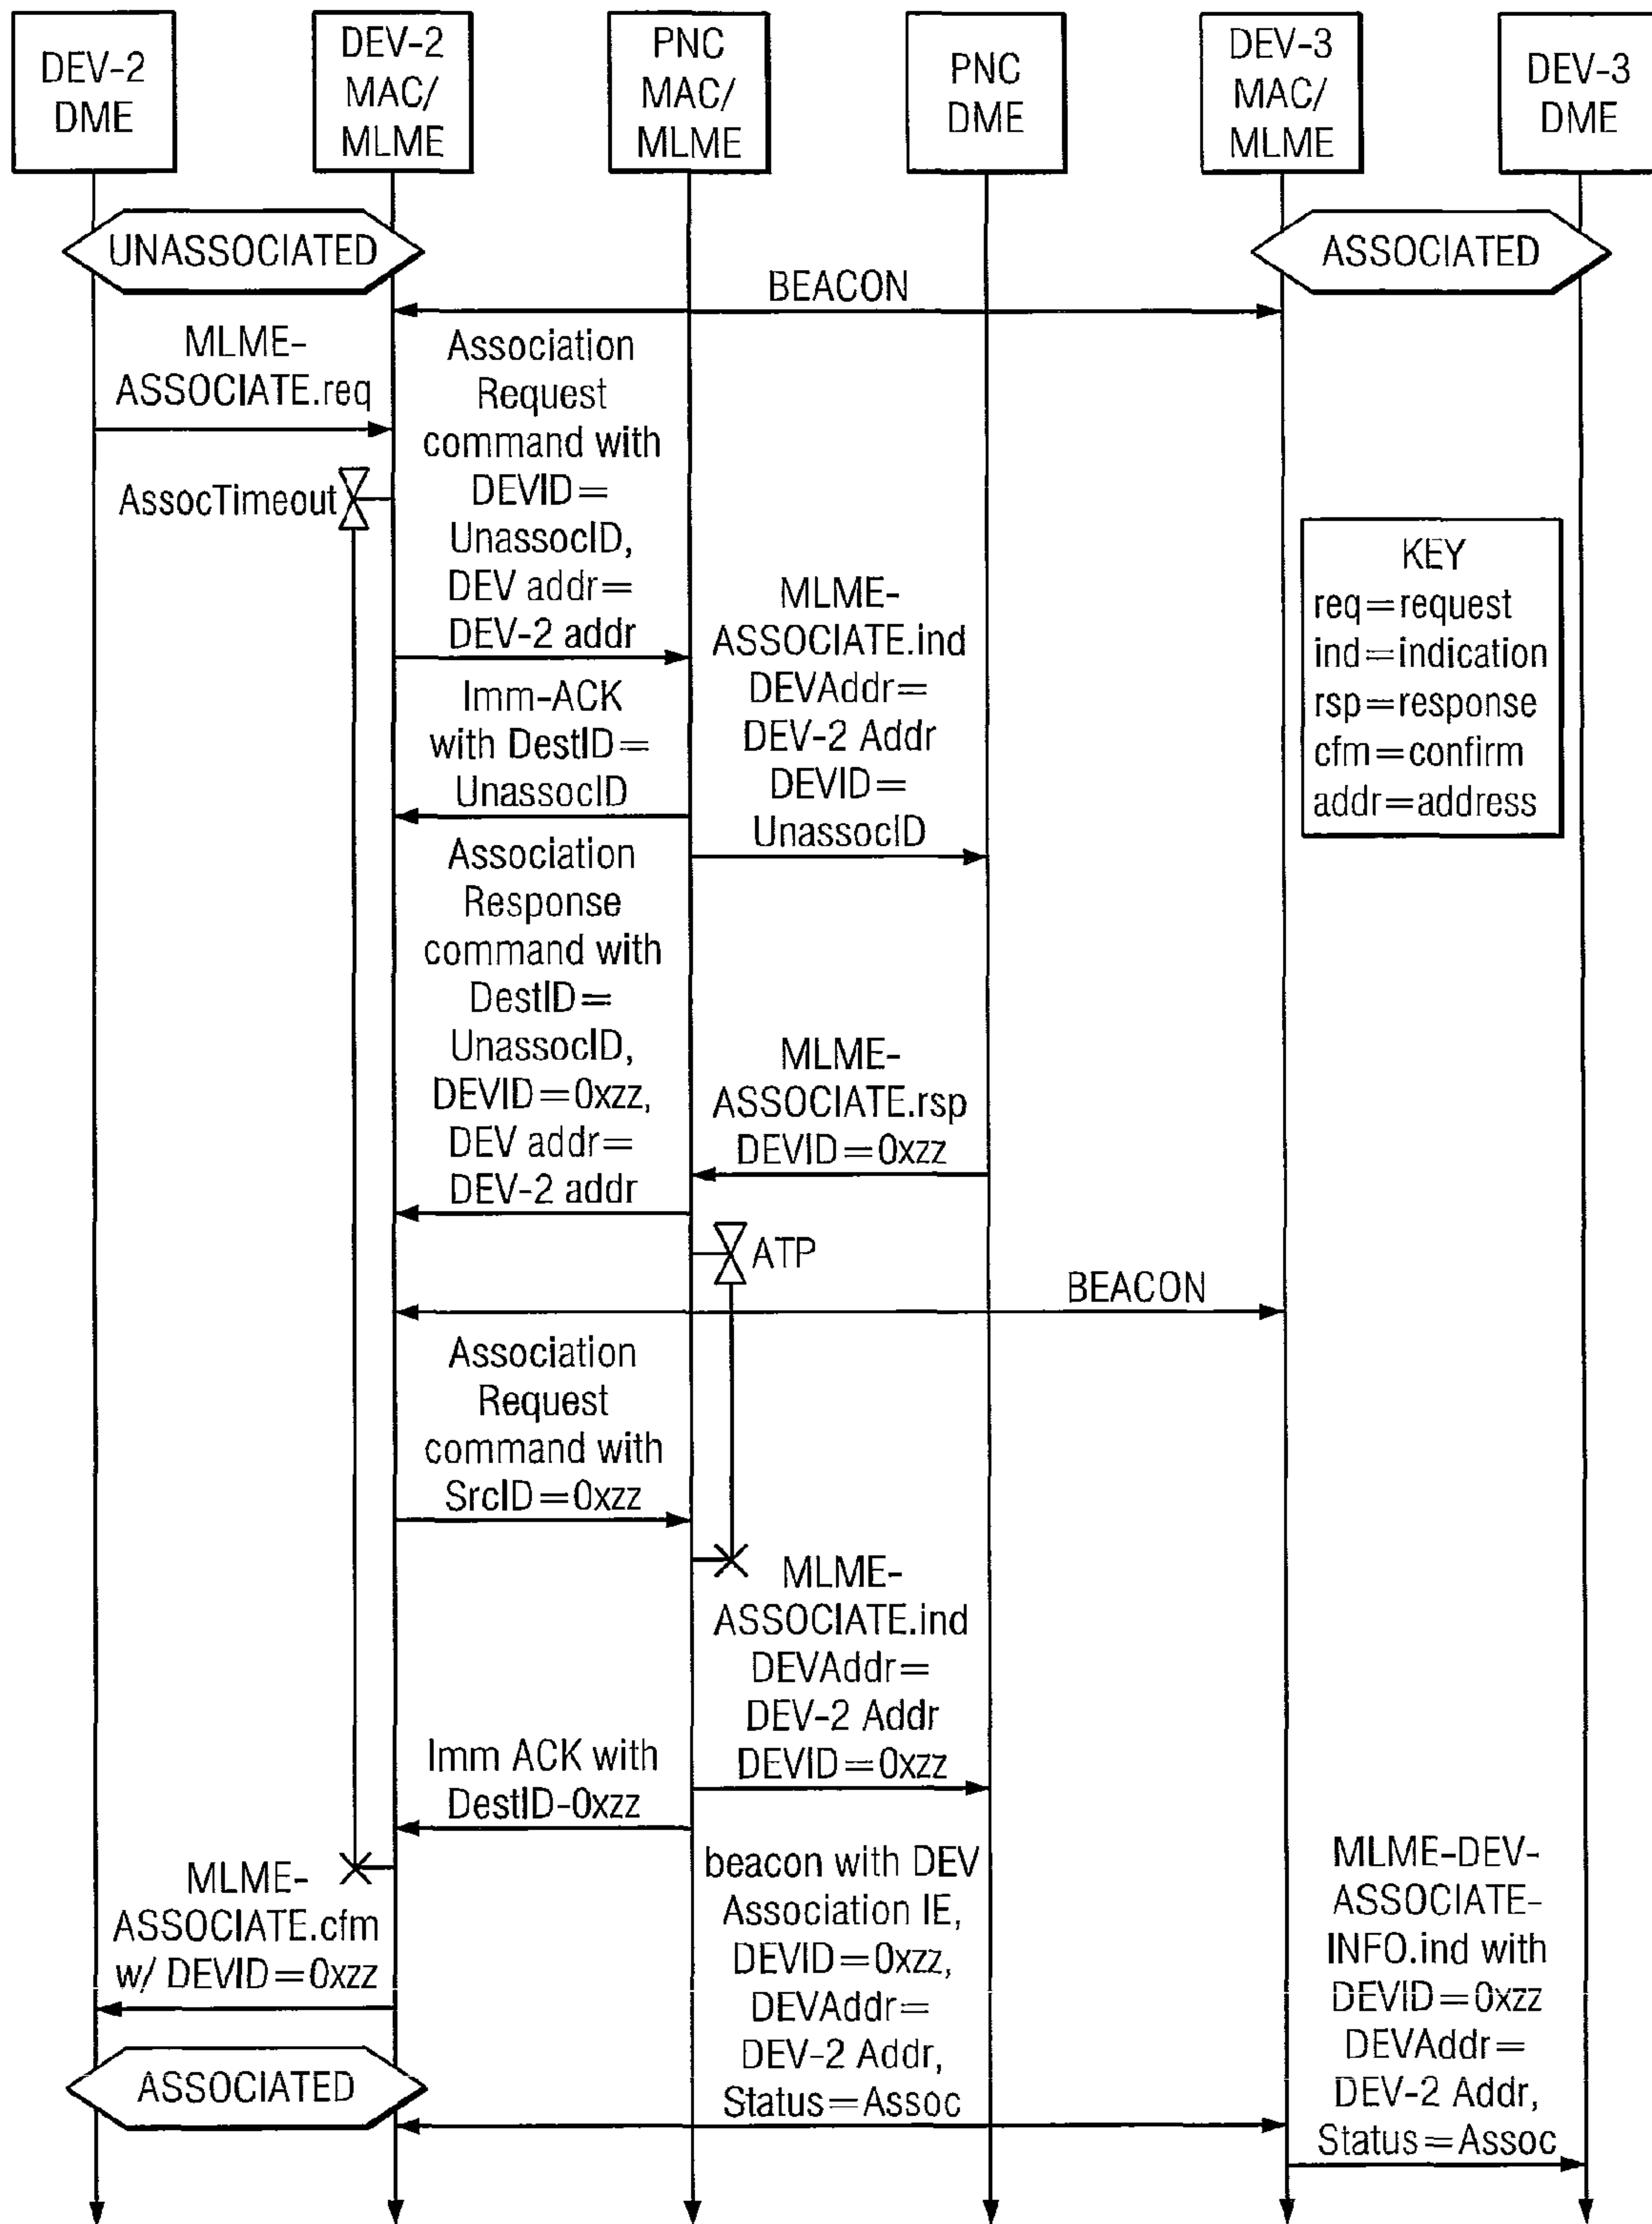 DEV-2
DME
DEV-2
MAC/
MLME
PNC
MAC/
MLME
PNC
DME
DEV-3
MAC/
MLME
DEV-3
DME
UNASSOCIATED
ASSOCIATED
BEACON
MLME-
ASSOCIATE.req
Association
Request
command with
DEVID=
UnassocID,
DEV addr=
DEV-2 addr
AssocTimeout
KEY
req=request
ind=indication
rsp=response
cfm=confirm
addr=address
MLME-
ASSOCIATE.ind
DEVAddr=
DEV-2 Addr
DEVID=
UnassocID
Imm-ACK
with DestID=
UnassocID
Association
Response
command with
DestID=
UnassocID,
DEVID=0xzz,
DEV addr=
DEV-2 addr
MLME-
ASSOCIATE.rsp
DEVID=0xzz
ATP
BEACON
Association
Request
command with
SrcID=0xzz
MLME-
ASSOCIATE.ind
DEVAddr=
DEV-2 Addr
DEVID=0xzz
Imm ACK with
DestID-0xzz
MLME-
ASSOCIATE.cfm
w/ DEVID=0xzz
beacon with DEV
Association IE,
DEVID=0xzz,
DEVAddr=
DEV-2 Addr,
Status=Assoc
MLME-DEV-
ASSOCIATE-
INFO.ind with
DEVID=0xzz
DEVAddr=
DEV-2 Addr,
Status=Assoc
ASSOCIATED